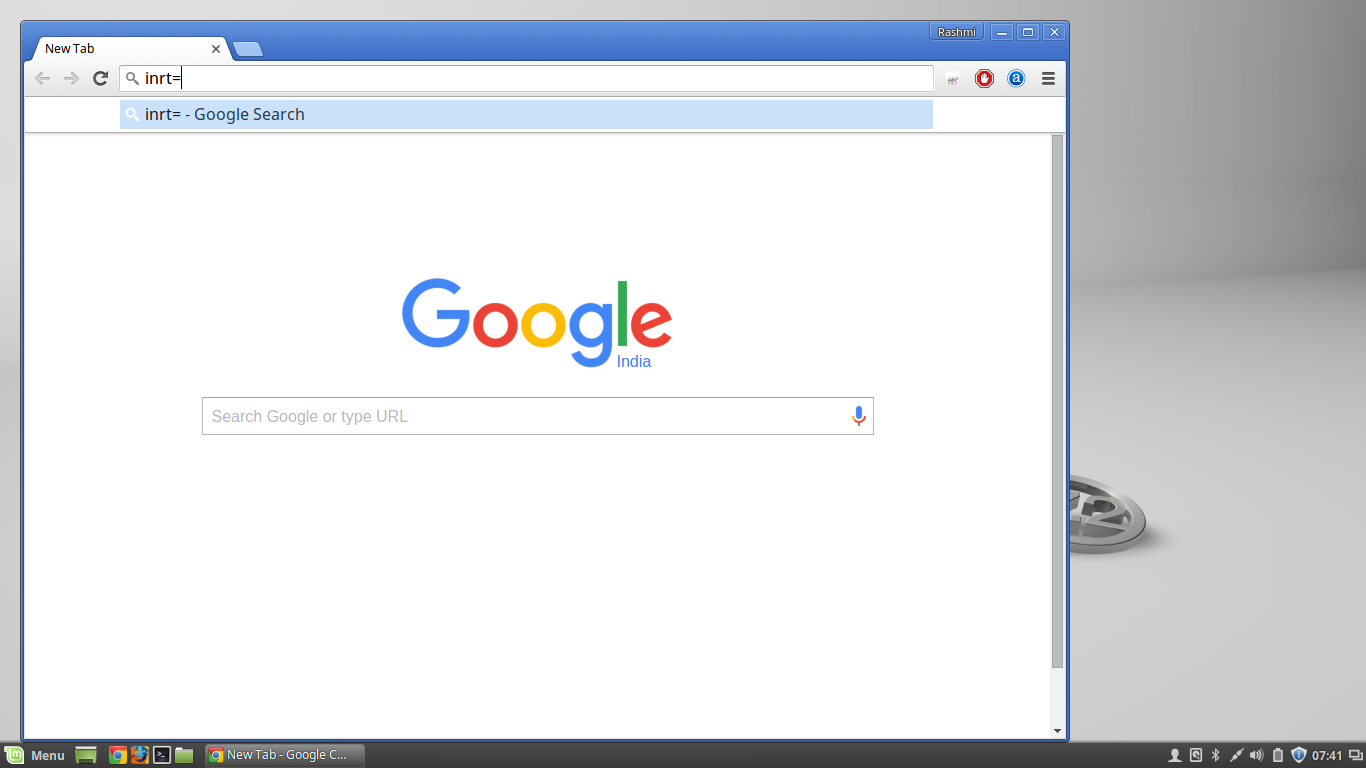 Rashmi
New Tab
inrt=
inrt= - Google Search
Google
India
Search Google or type URL
Menu
New Tab - Google C...
07:41